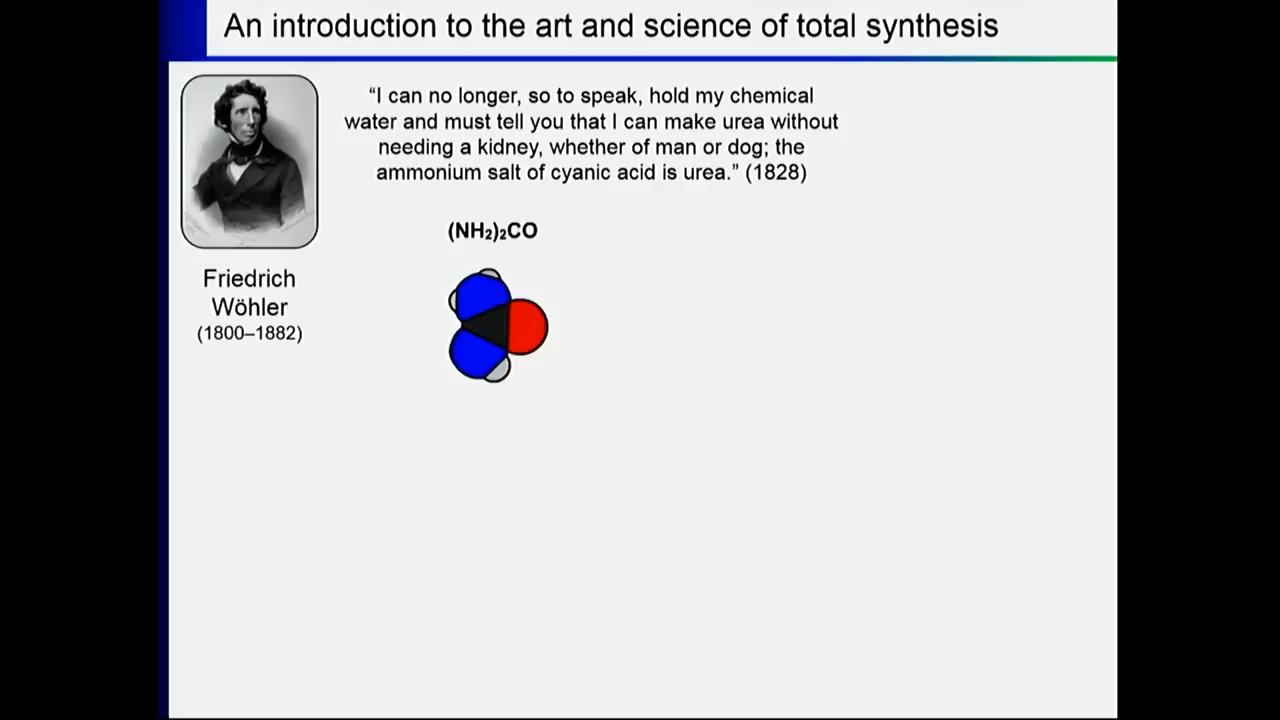 An introduction to the art and science of total synthesis
“I can no longer, so to speak, hold my chemical
water and must tell you that I can make urea without
needing a kidney, whether of man or dog; the
ammonium salt of cyanic acid is urea.” (1828)
(NH₂)₂CO
Friedrich
Wöhler
(1800–1882)